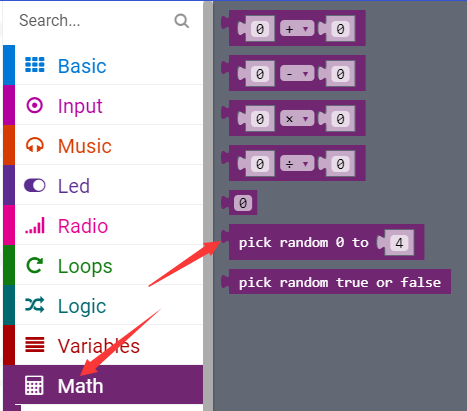 Search...
Basic
Input
Music
Led
Radio
Loops
Logic
Variables
Math
0 + 0
0 - 0
0 × 0
0 ÷ 0
0
pick random 0 to 4
pick random true or false